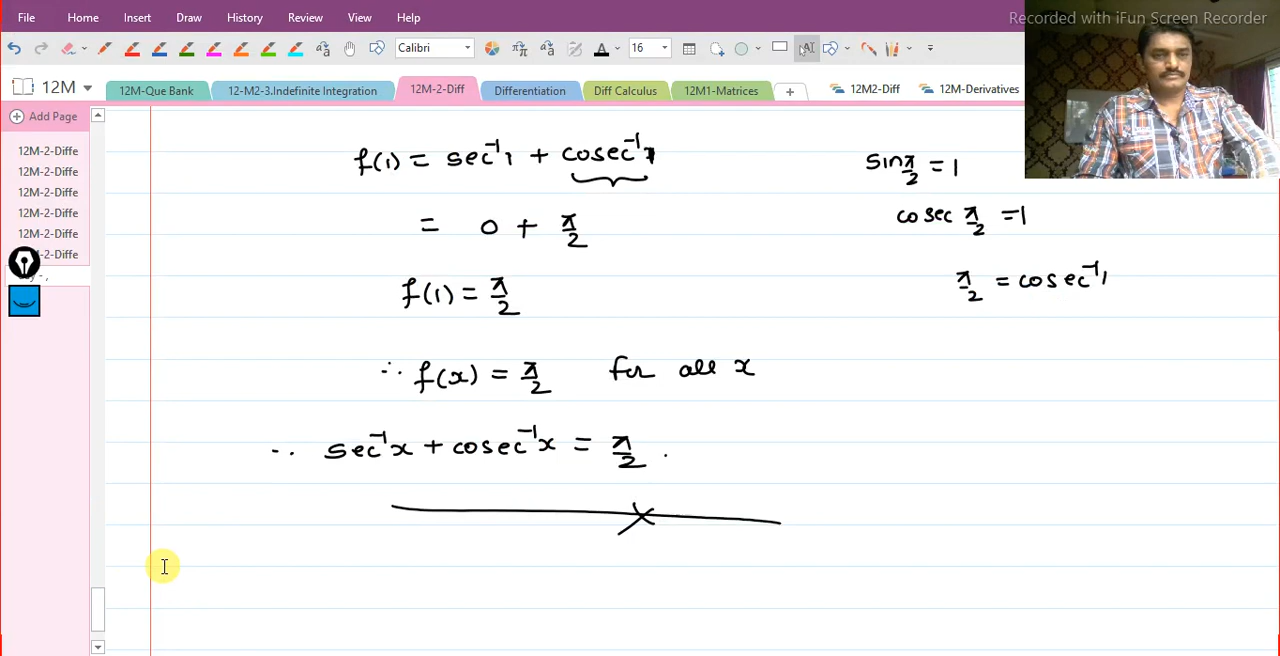 File Home Insert Draw History Review View Help
Recorded with iFun Screen Recorder
Calibri 16
12M 12M-Que Bank 12-M2-3.Indefinite Integration 12M-2-Diff Differentiation Diff Calculus 12M1-Matrices + 12M2-Diff 12M-Derivatives
Add Page
12M-2-Diffe
12M-2-Diffe
12M-2-Diffe
12M-2-Diffe
12M-2-Diffe
-2-Diffe
f(1) = sec⁻¹1 + cosec⁻¹1
= 0 + π/2
f(1) = π/2
∴ f(x) = π/2 for all x
∴ sec⁻¹x + cosec⁻¹x = π/2 .
sin π/2 = 1
cosec π/2 = 1
π/2 = cosec⁻¹1